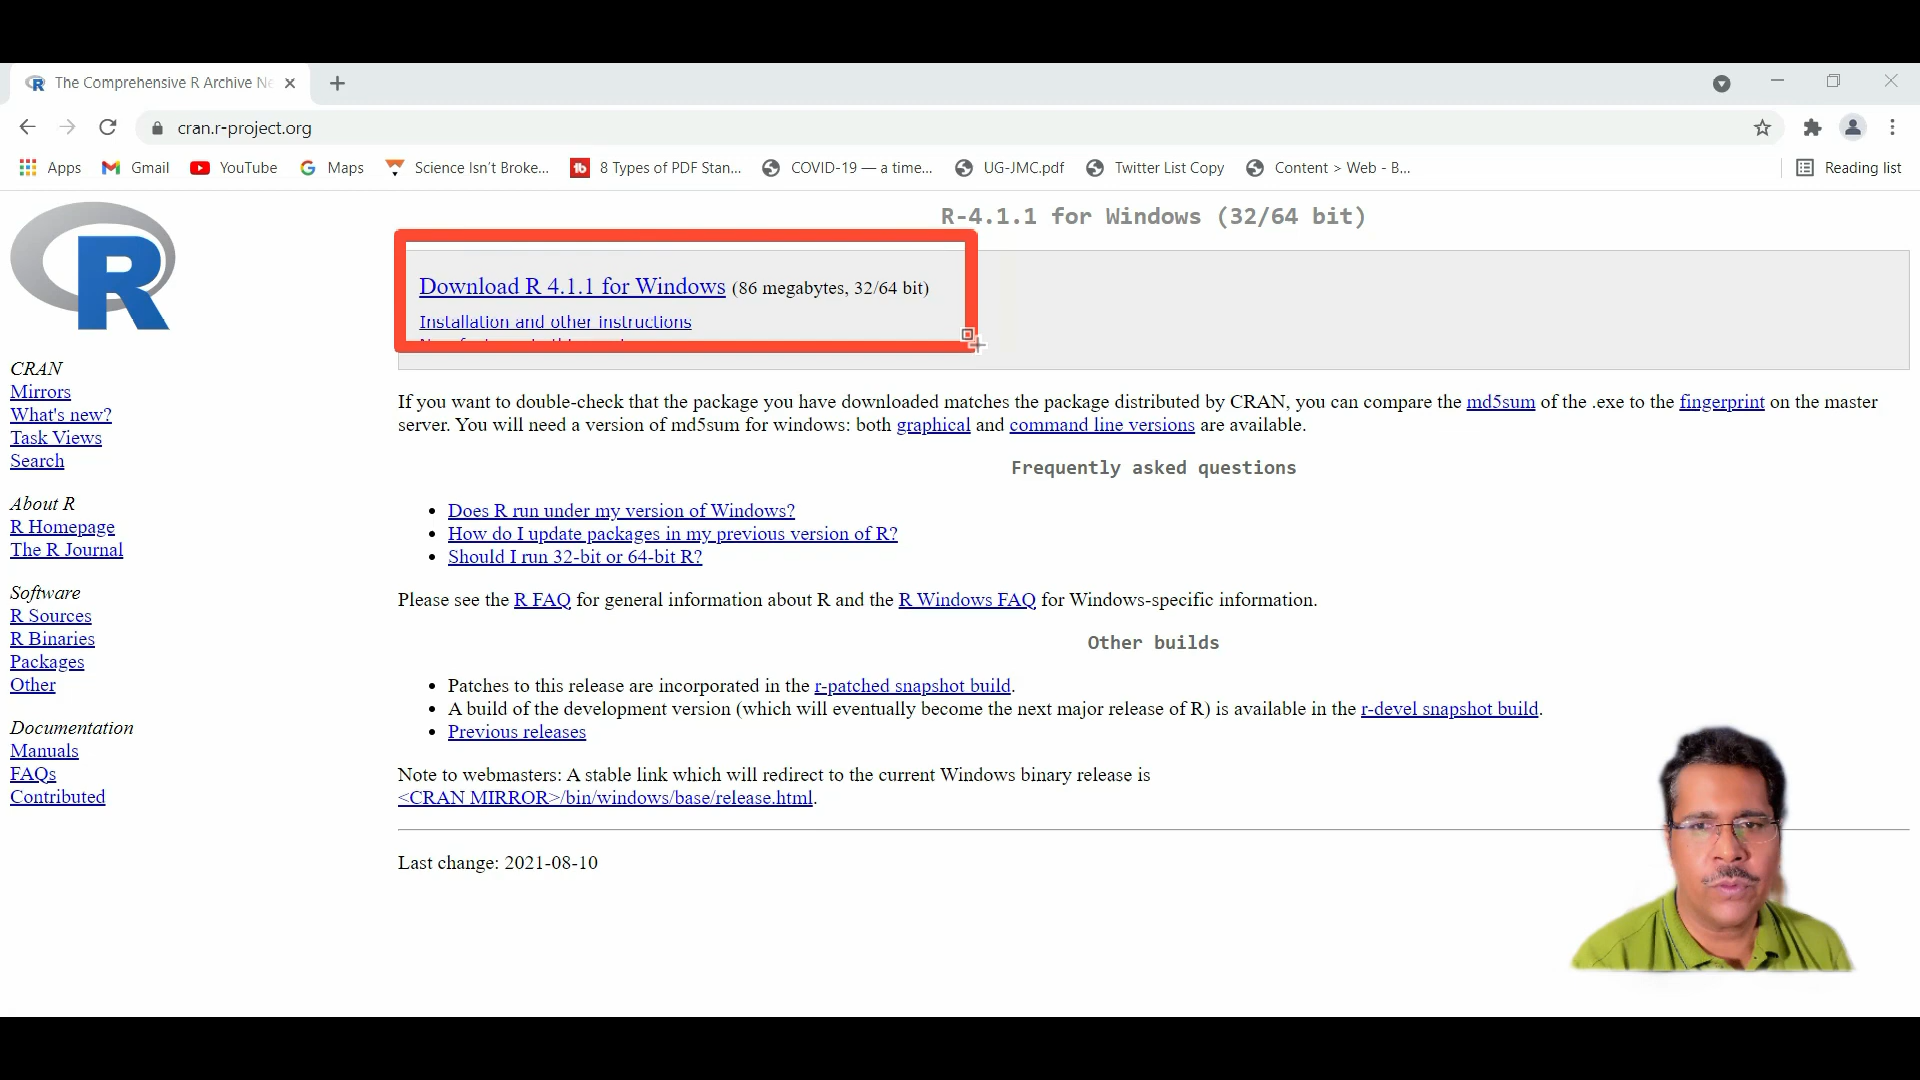 The Comprehensive R Archive Ne
cran.r-project.org
Apps Gmail YouTube Maps Science Isn't Broke... 8 Types of PDF Stan... COVID-19 — a time... UG-JMC.pdf Twitter List Copy Content > Web - B... Reading list
R
CRAN
Mirrors
What's new?
Task Views
Search
About R
R Homepage
The R Journal
Software
R Sources
R Binaries
Packages
Other
Documentation
Manuals
FAQs
Contributed
R-4.1.1 for Windows (32/64 bit)
Download R 4.1.1 for Windows (86 megabytes, 32/64 bit)
Installation and other instructions
If you want to double-check that the package you have downloaded matches the package distributed by CRAN, you can compare the md5sum of the .exe to the fingerprint on the master
server. You will need a version of md5sum for windows: both graphical and command line versions are available.
Frequently asked questions
Does R run under my version of Windows?
How do I update packages in my previous version of R?
Should I run 32-bit or 64-bit R?
Please see the R FAQ for general information about R and the R Windows FAQ for Windows-specific information.
Other builds
Patches to this release are incorporated in the r-patched snapshot build.
A build of the development version (which will eventually become the next major release of R) is available in the r-devel snapshot build.
Previous releases
Note to webmasters: A stable link which will redirect to the current Windows binary release is
<CRAN MIRROR>/bin/windows/base/release.html.
Last change: 2021-08-10